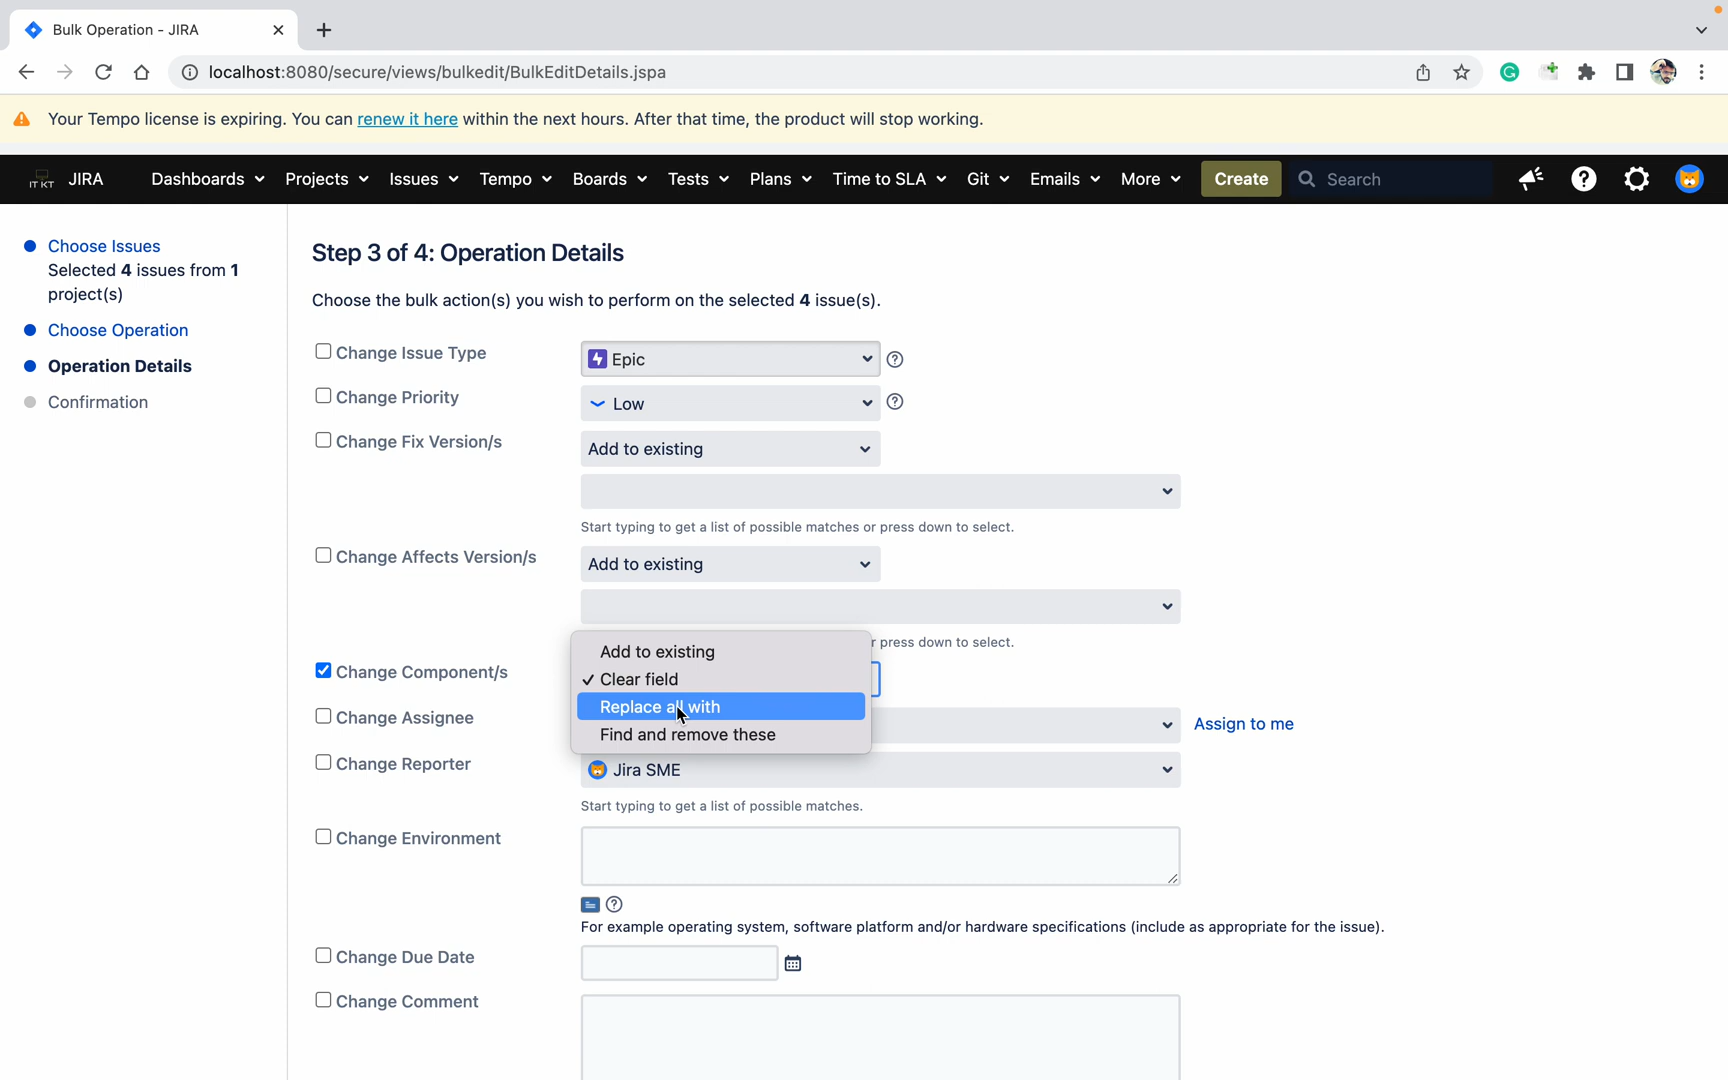 Bulk Operation - JIRA
localhost:8080/secure/views/bulkedit/BulkEditDetails.jspa
Your Tempo license is expiring. You can renew it here within the next hours. After that time, the product will stop working.
IT KT JIRA Dashboards Projects Issues Tempo Boards Tests Plans Time to SLA Git Emails More Create Search
Choose Issues
Selected 4 issues from 1
project(s)
Choose Operation
Operation Details
Confirmation
Step 3 of 4: Operation Details
Choose the bulk action(s) you wish to perform on the selected 4 issue(s).
Change Issue Type Epic
Change Priority Low
Change Fix Version/s Add to existing
Start typing to get a list of possible matches or press down to select.
Change Affects Version/s Add to existing
r press down to select.
Change Component/s
Add to existing
✓ Clear field
Replace all with
Find and remove these
Change Assignee Assign to me
Change Reporter Jira SME
Start typing to get a list of possible matches.
Change Environment
For example operating system, software platform and/or hardware specifications (include as appropriate for the issue).
Change Due Date
Change Comment